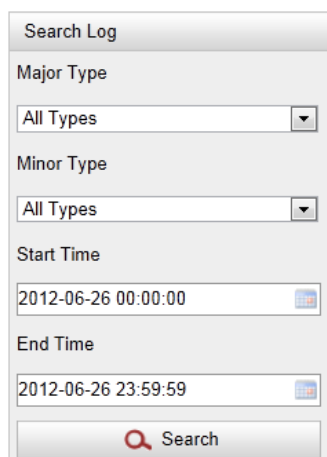 Search Log
Major Type
All Types
Minor Type
All Types
Start Time
2012-06-26 00:00:00
End Time
2012-06-26 23:59:59
Search